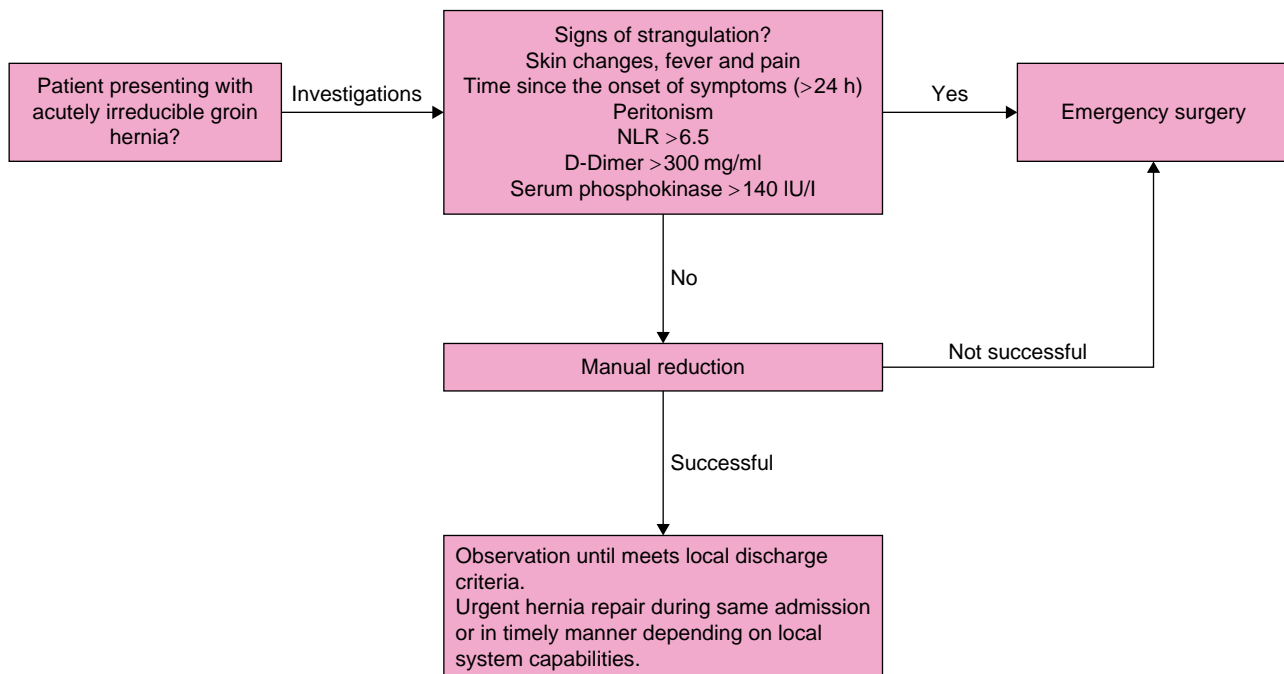 Patient presenting with
acutely irreducible groin
hernia?
Investigations
Signs of strangulation?
Skin changes, fever and pain
Time since the onset of symptoms (>24 h)
Peritonism
NLR >6.5
D-Dimer >300 mg/ml
Serum phosphokinase >140 IU/l
Yes
Emergency surgery
No
Manual reduction
Not successful
Successful
Observation until meets local discharge
criteria.
Urgent hernia repair during same admission
or in timely manner depending on local
system capabilities.